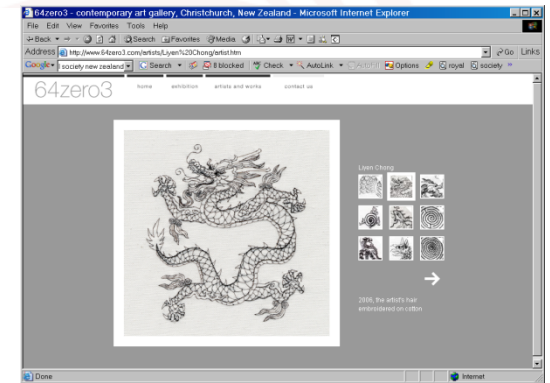 64zero3 - contemporary art gallery, Christchurch, New Zealand - Microsoft Internet Explorer
File Edit View Favorites Tools Help
Back Search Favorites Media
Address http://www.64zero3.com/artists/Liyen%20Chong/artist.htm Go Links
Google society new zealand Search 8 blocked Check AutoLink AutoFill Options royal society
64zero3 home exhibition artists and works contact us
Liyen Chong
2006, the artist's hair
embroidered on cotton
Done Internet